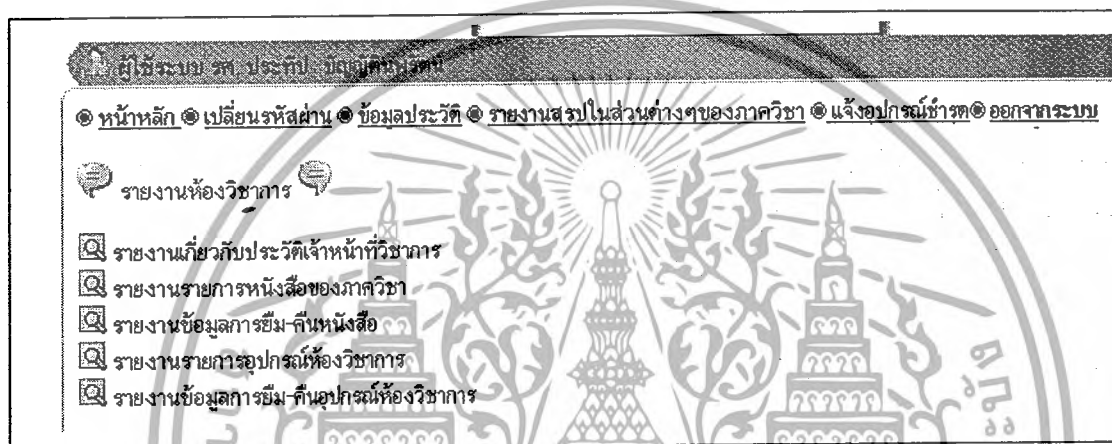 ผู้ใช้ระบบ รศ. ประทีป
◉ หน้าหลัก ◉ เปลี่ยนรหัสผ่าน ◉ ข้อมูลประวัติ ◉ รายงานสรุปในส่วนต่างๆของภาควิชา ◉ แจ้งอุปกรณ์ชำรุด◉ ออกจากระบบ
รายงานห้องวิชาการ
รายงานเกี่ยวกับประวัติเจ้าหน้าที่วิชาการ
รายงานรายการหนังสือของภาควิชา
รายงานข้อมูลการยืม-คืนหนังสือ
รายงานรายการอุปกรณ์ห้องวิชาการ
รายงานข้อมูลการยืม-คืนอุปกรณ์ห้องวิชาการ